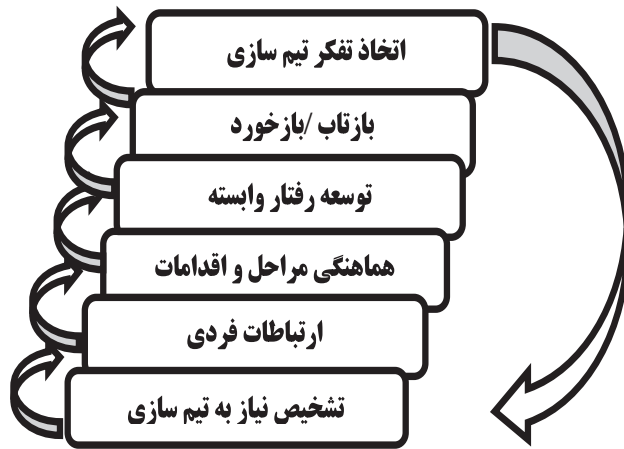 اتخاذ تفکر تیم سازی
بازتاب /بازخورد
توسعه رفتار وابسته
هماهنگی مراحل و اقدامات
ارتباطات فردی
تشخیص نیاز به تیم سازی